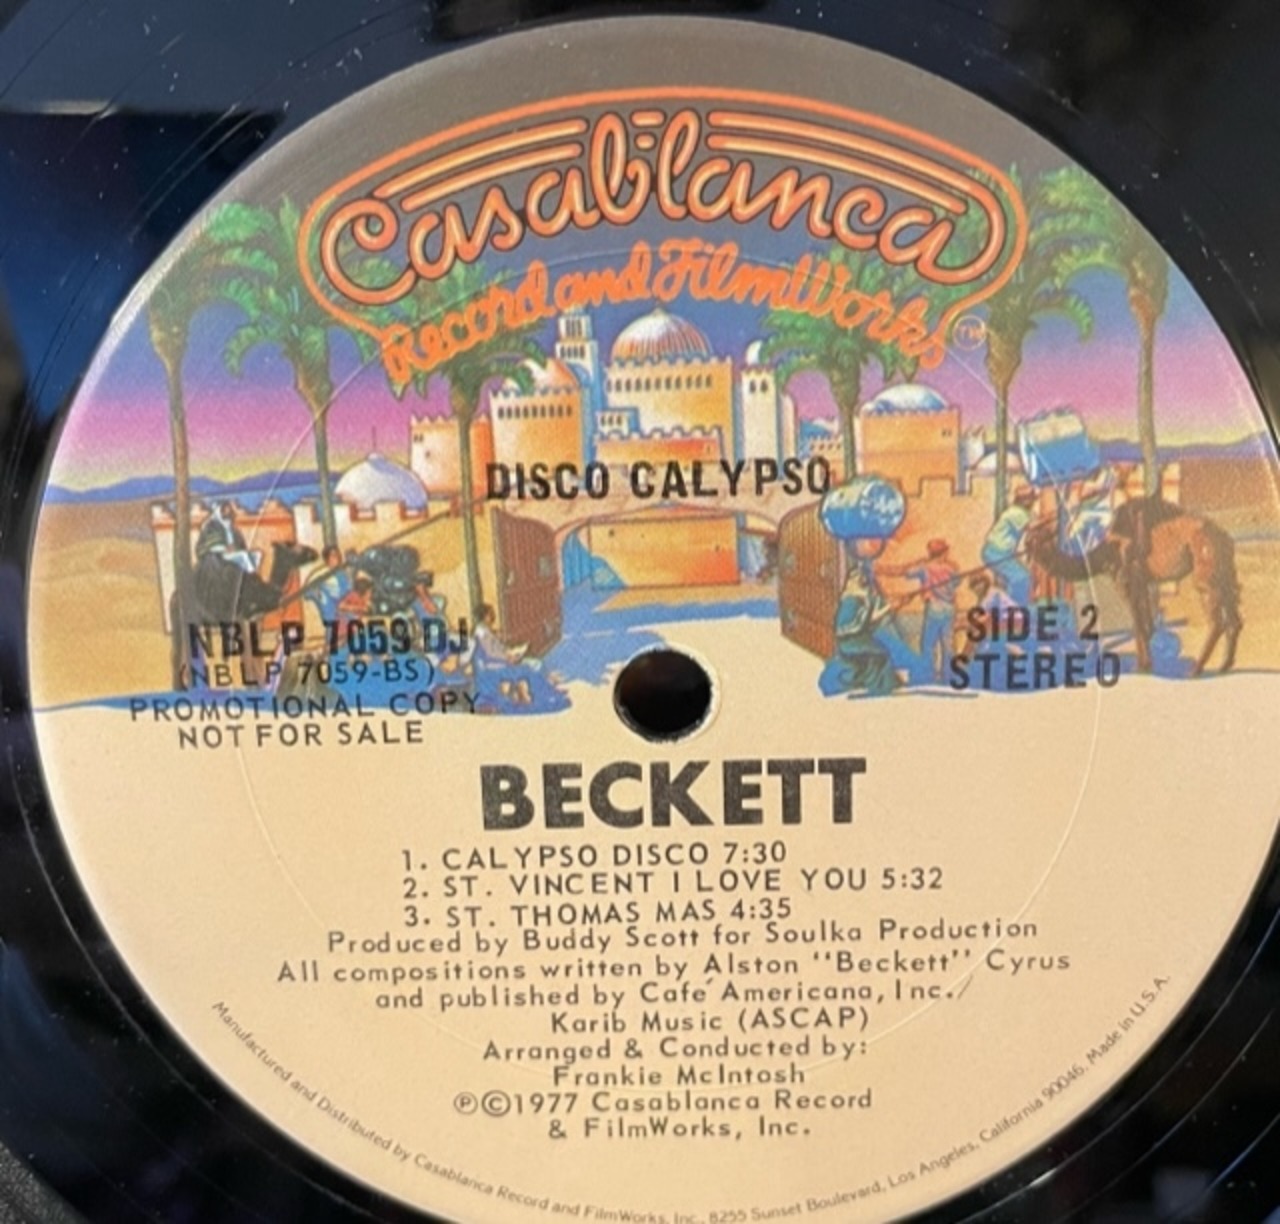 Casablanca
Record and FilmWorks
TM
DISCO CALYPSO
NBLP 7059 DJ
(NBLP 7059-BS)
PROMOTIONAL COPY
NOT FOR SALE
SIDE 2
STEREO
BECKETT
1. CALYPSO DISCO 7:30
2. ST. VINCENT I LOVE YOU 5:32
3. ST. THOMAS MAS 4:35
Produced by Buddy Scott for Soulka Production
All compositions written by Alston "Beckett" Cyrus
and published by Café Americana, Inc./
Karib Music (ASCAP)
Arranged & Conducted by:
Frankie McIntosh
℗©1977 Casablanca Record
& FilmWorks, Inc.
Manufactured and Distributed by Casablanca Record and FilmWorks, Inc., 8255 Sunset Boulevard, Los Angeles, California 90046. Made in U.S.A.